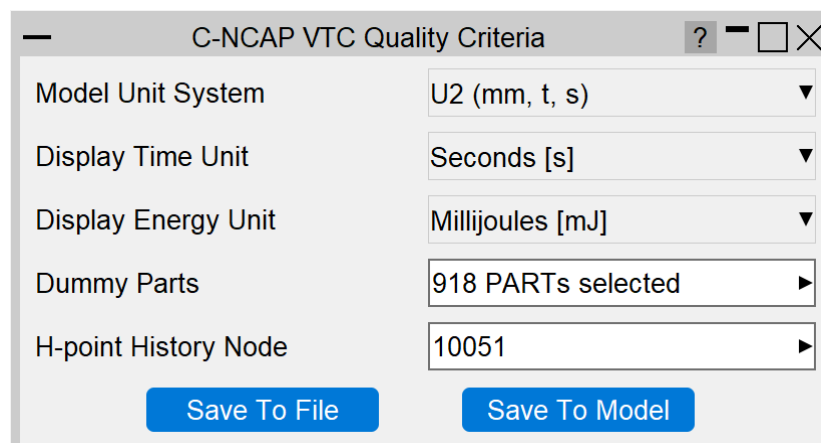 C-NCAP VTC Quality Criteria ?
Model Unit System U2 (mm, t, s)
Display Time Unit Seconds [s]
Display Energy Unit Millijoules [mJ]
Dummy Parts 918 PARTs selected
H-point History Node 10051
Save To File Save To Model